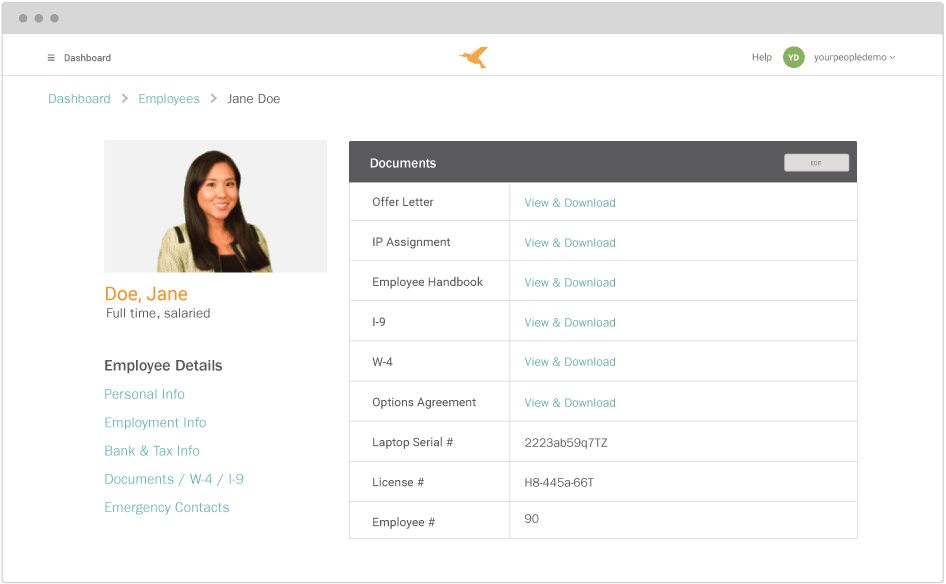 ≡ Dashboard
Help YD yourpeopledemo
Dashboard > Employees > Jane Doe
Documents EDIT
Offer Letter View & Download
IP Assignment View & Download
Employee Handbook View & Download
I-9 View & Download
W-4 View & Download
Options Agreement View & Download
Laptop Serial # 2223ab59q7TZ
License # H8-445a-66T
Employee # 90
Doe, Jane
Full time, salaried
Employee Details
Personal Info
Employment Info
Bank & Tax Info
Documents / W-4 / I-9
Emergency Contacts